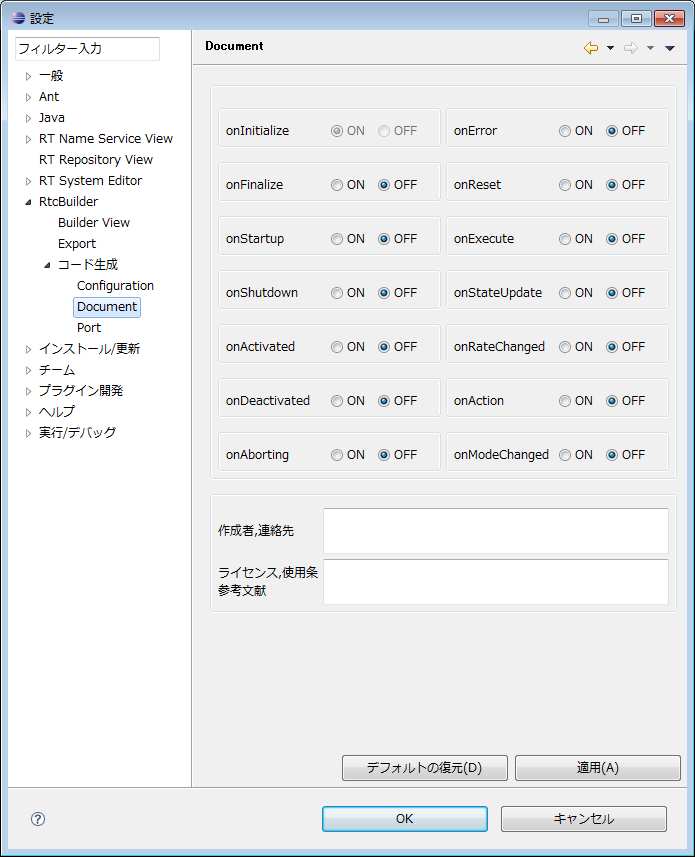 設定
フィルター入力
一般
Ant
Java
RT Name Service View
RT Repository View
RT System Editor
RtcBuilder
Builder View
Export
コード生成
Configuration
Document
Port
インストール/更新
チーム
プラグイン開発
ヘルプ
実行/デバッグ
Document
onInitialize ON OFF onError ON OFF
onFinalize ON OFF onReset ON OFF
onStartup ON OFF onExecute ON OFF
onShutdown ON OFF onStateUpdate ON OFF
onActivated ON OFF onRateChanged ON OFF
onDeactivated ON OFF onAction ON OFF
onAborting ON OFF onModeChanged ON OFF
作成者,連絡先
ライセンス,使用条
参考文献
デフォルトの復元(D) 適用(A)
? OK キャンセル